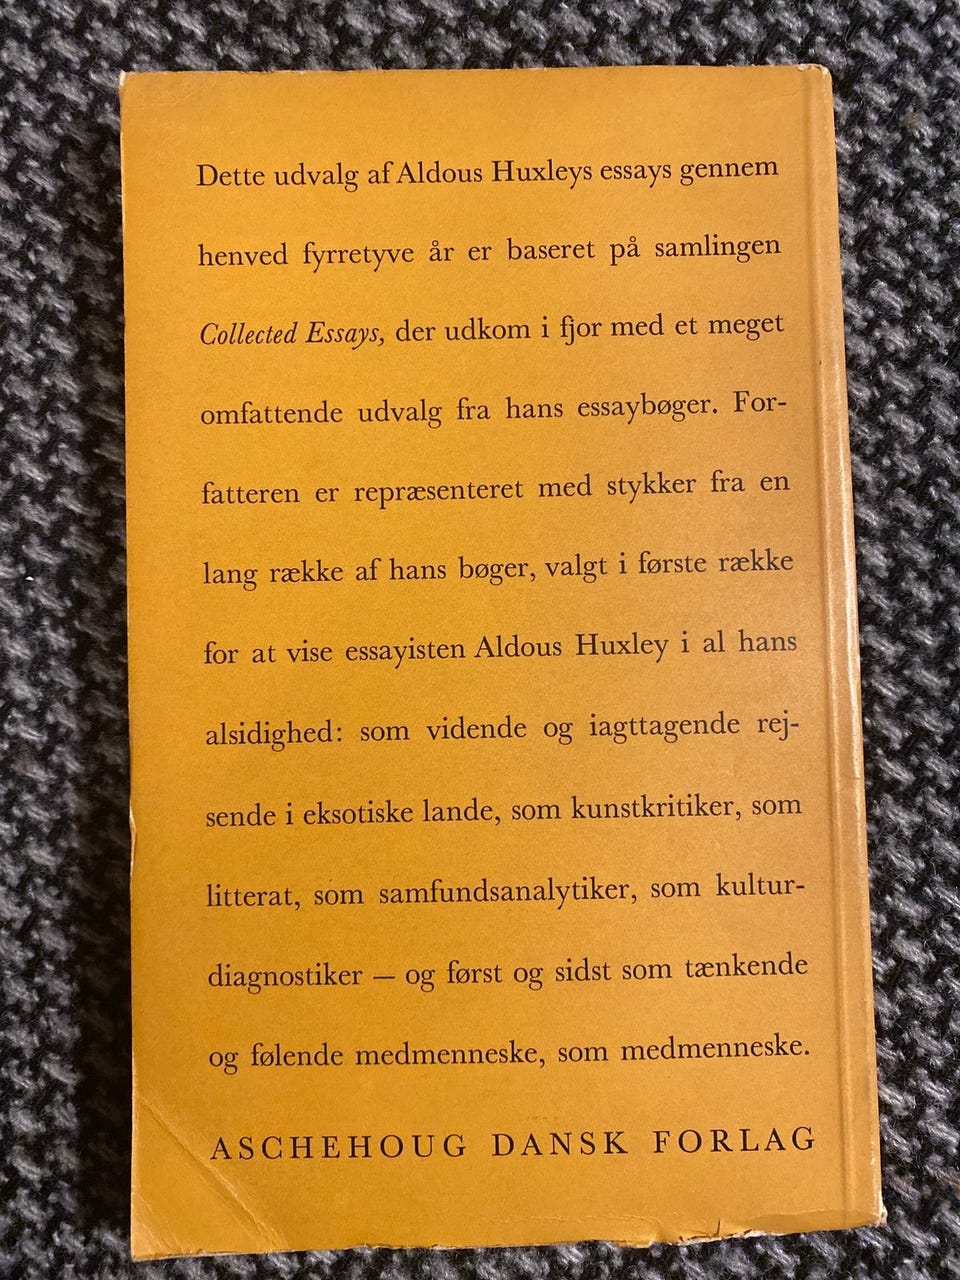 Dette udvalg af Aldous Huxleys essays gennem
henved fyrretyve år er baseret på samlingen
Collected Essays, der udkom i fjor med et meget
omfattende udvalg fra hans essaybøger. For-
fatteren er repræsenteret med stykker fra en
lang række af hans bøger, valgt i første række
for at vise essayisten Aldous Huxley i al hans
alsidighed: som vidende og iagttagende rej-
sende i eksotiske lande, som kunstkritiker, som
litterat, som samfundsanalytiker, som kultur-
diagnostiker — og først og sidst som tænkende
og følende medmenneske, som medmenneske.
ASCHEHOUG DANSK FORLAG